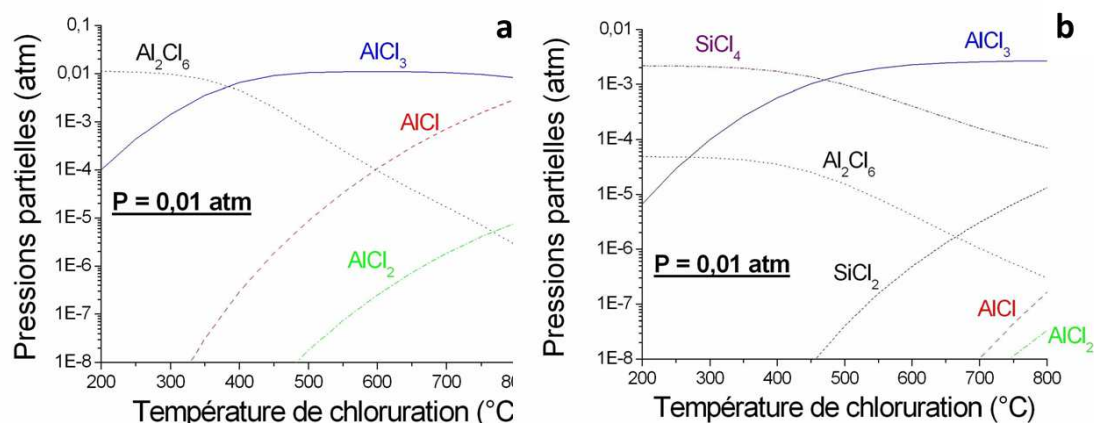 a
Pressions partielles (atm)
0,1
0,01
1E-3
1E-4
1E-5
1E-6
1E-7
1E-8
Al₂Cl₆
AlCl₃
AlCl
AlCl₂
P = 0,01 atm
200 300 400 500 600 700 80
Température de chloruration (°C
b
Pressions partielles (atm)
0,01
1E-3
1E-4
1E-5
1E-6
1E-7
1E-8
SiCl₄
AlCl₃
Al₂Cl₆
SiCl₂
AlCl
AlCl₂
P = 0,01 atm
200 300 400 500 600 700 800
Température de chloruration (°C)